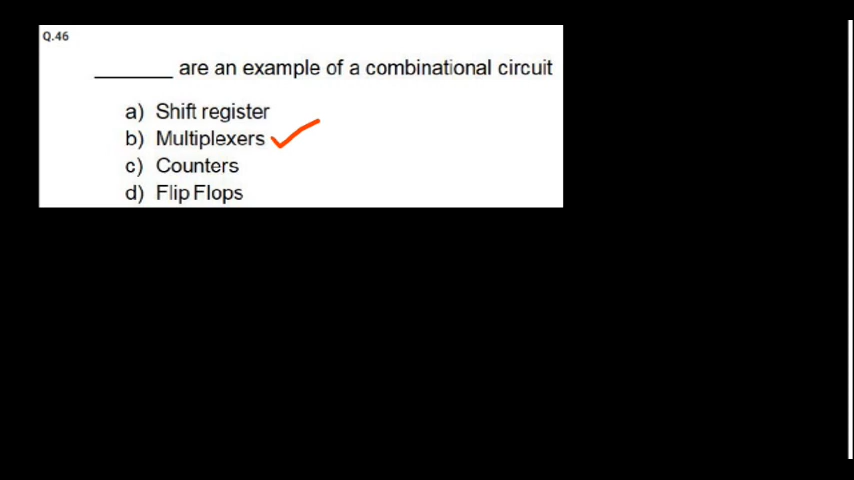 Q.46
_______ are an example of a combinational circuit
a) Shift register
b) Multiplexers
c) Counters
d) Flip Flops